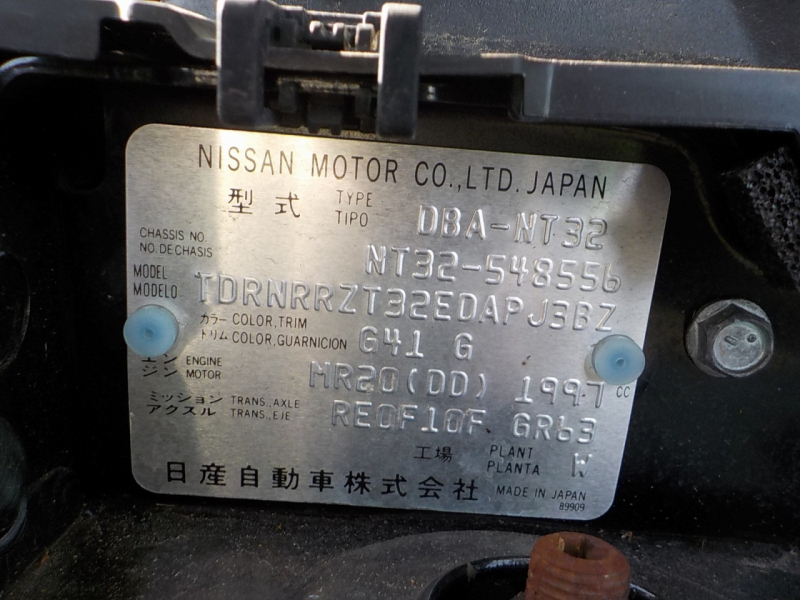 NISSAN MOTOR CO.,LTD. JAPAN
型式 TYPE TIPO DBA-NT32
CHASSIS NO. NO. DE CHASIS NT32-548556
MODEL MODELO TDRNRRZT32EDAPJ3BZ
カラー COLOR,TRIM
トリム COLOR,GUARNICION G41 G
エンジン ENGINE MOTOR MR20(DD) 1997 CC
ミッション TRANS.,AXLE
アクスル TRANS.,EJE RE0F10F GR63
工場 PLANT PLANTA W
日産自動車株式会社 MADE IN JAPAN
89909